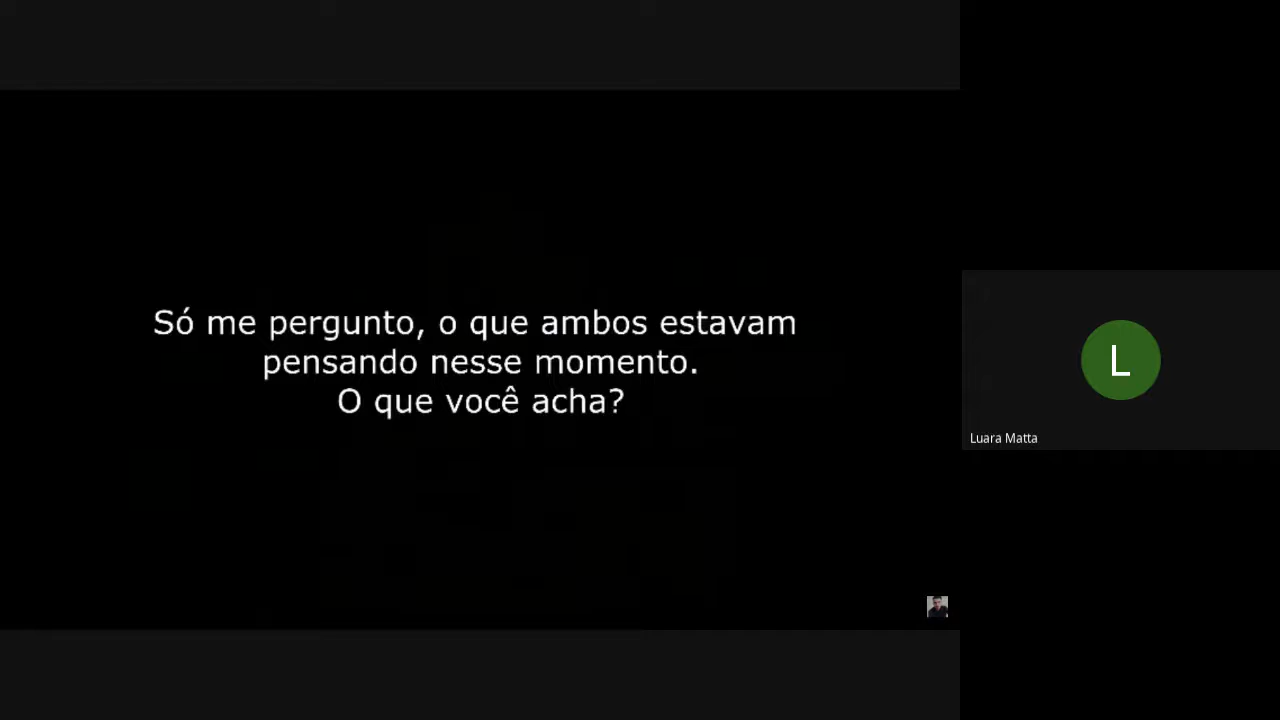 Só me pergunto, o que ambos estavam
pensando nesse momento.
O que você acha?
L
Luara Matta